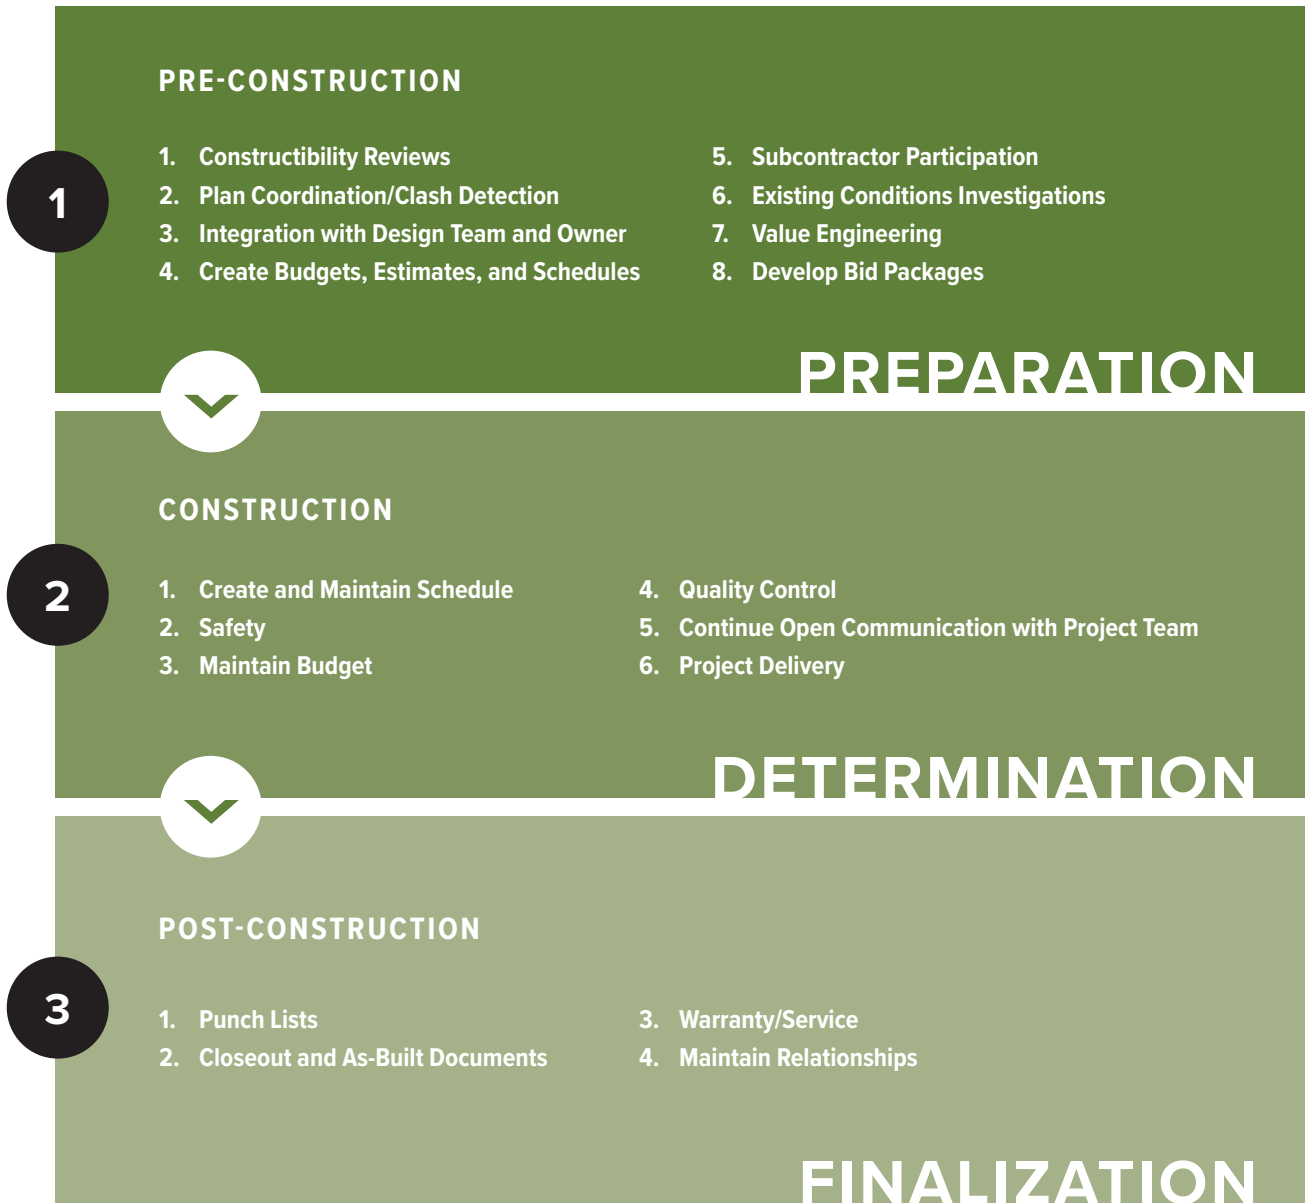 PRE-CONSTRUCTION
1
1. Constructibility Reviews
2. Plan Coordination/Clash Detection
3. Integration with Design Team and Owner
4. Create Budgets, Estimates, and Schedules
5. Subcontractor Participation
6. Existing Conditions Investigations
7. Value Engineering
8. Develop Bid Packages
PREPARATION
CONSTRUCTION
2
1. Create and Maintain Schedule
2. Safety
3. Maintain Budget
4. Quality Control
5. Continue Open Communication with Project Team
6. Project Delivery
DETERMINATION
POST-CONSTRUCTION
3
1. Punch Lists
2. Closeout and As-Built Documents
3. Warranty/Service
4. Maintain Relationships
FINALIZATION